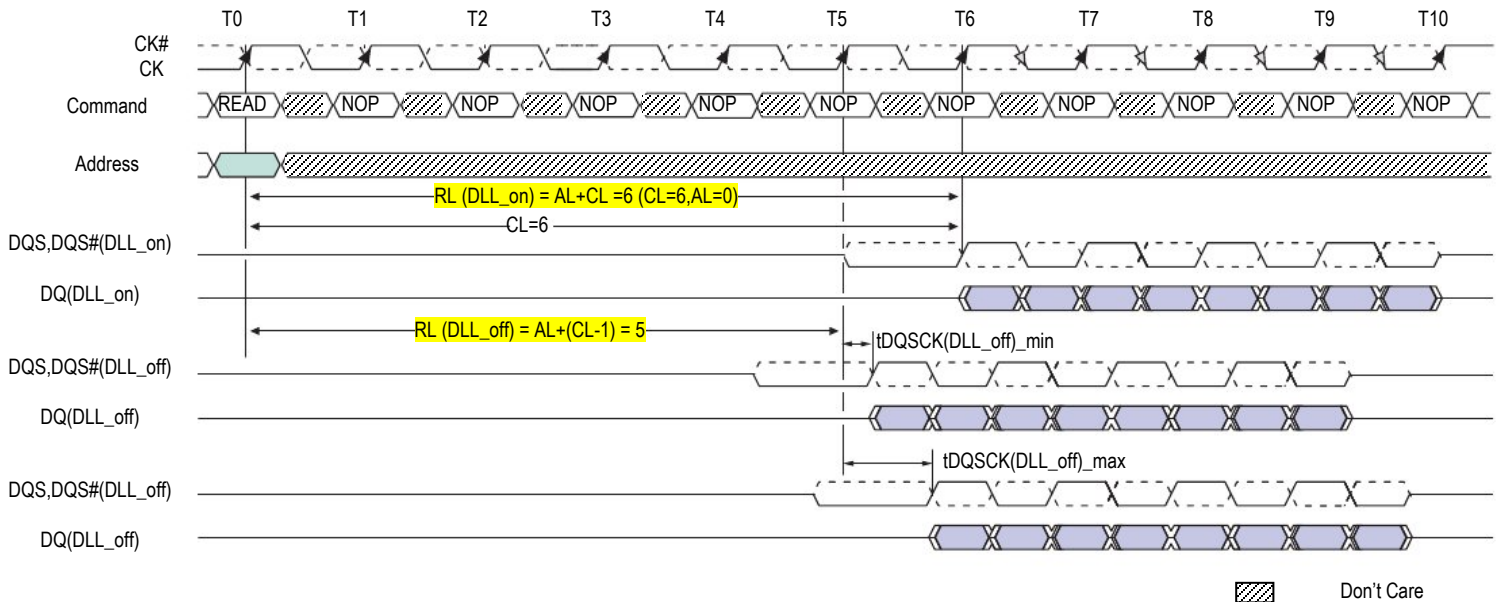 T0 T1 T2 T3 T4 T5 T6 T7 T8 T9 T10
CK#
CK
Command READ NOP NOP NOP NOP NOP NOP NOP NOP NOP NOP
Address
RL (DLL_on) = AL+CL =6 (CL=6,AL=0)
CL=6
DQS,DQS#(DLL_on)
DQ(DLL_on)
RL (DLL_off) = AL+(CL-1) = 5
tDQSCK(DLL_off)_min
DQS,DQS#(DLL_off)
DQ(DLL_off)
tDQSCK(DLL_off)_max
DQS,DQS#(DLL_off)
DQ(DLL_off)
Don't Care